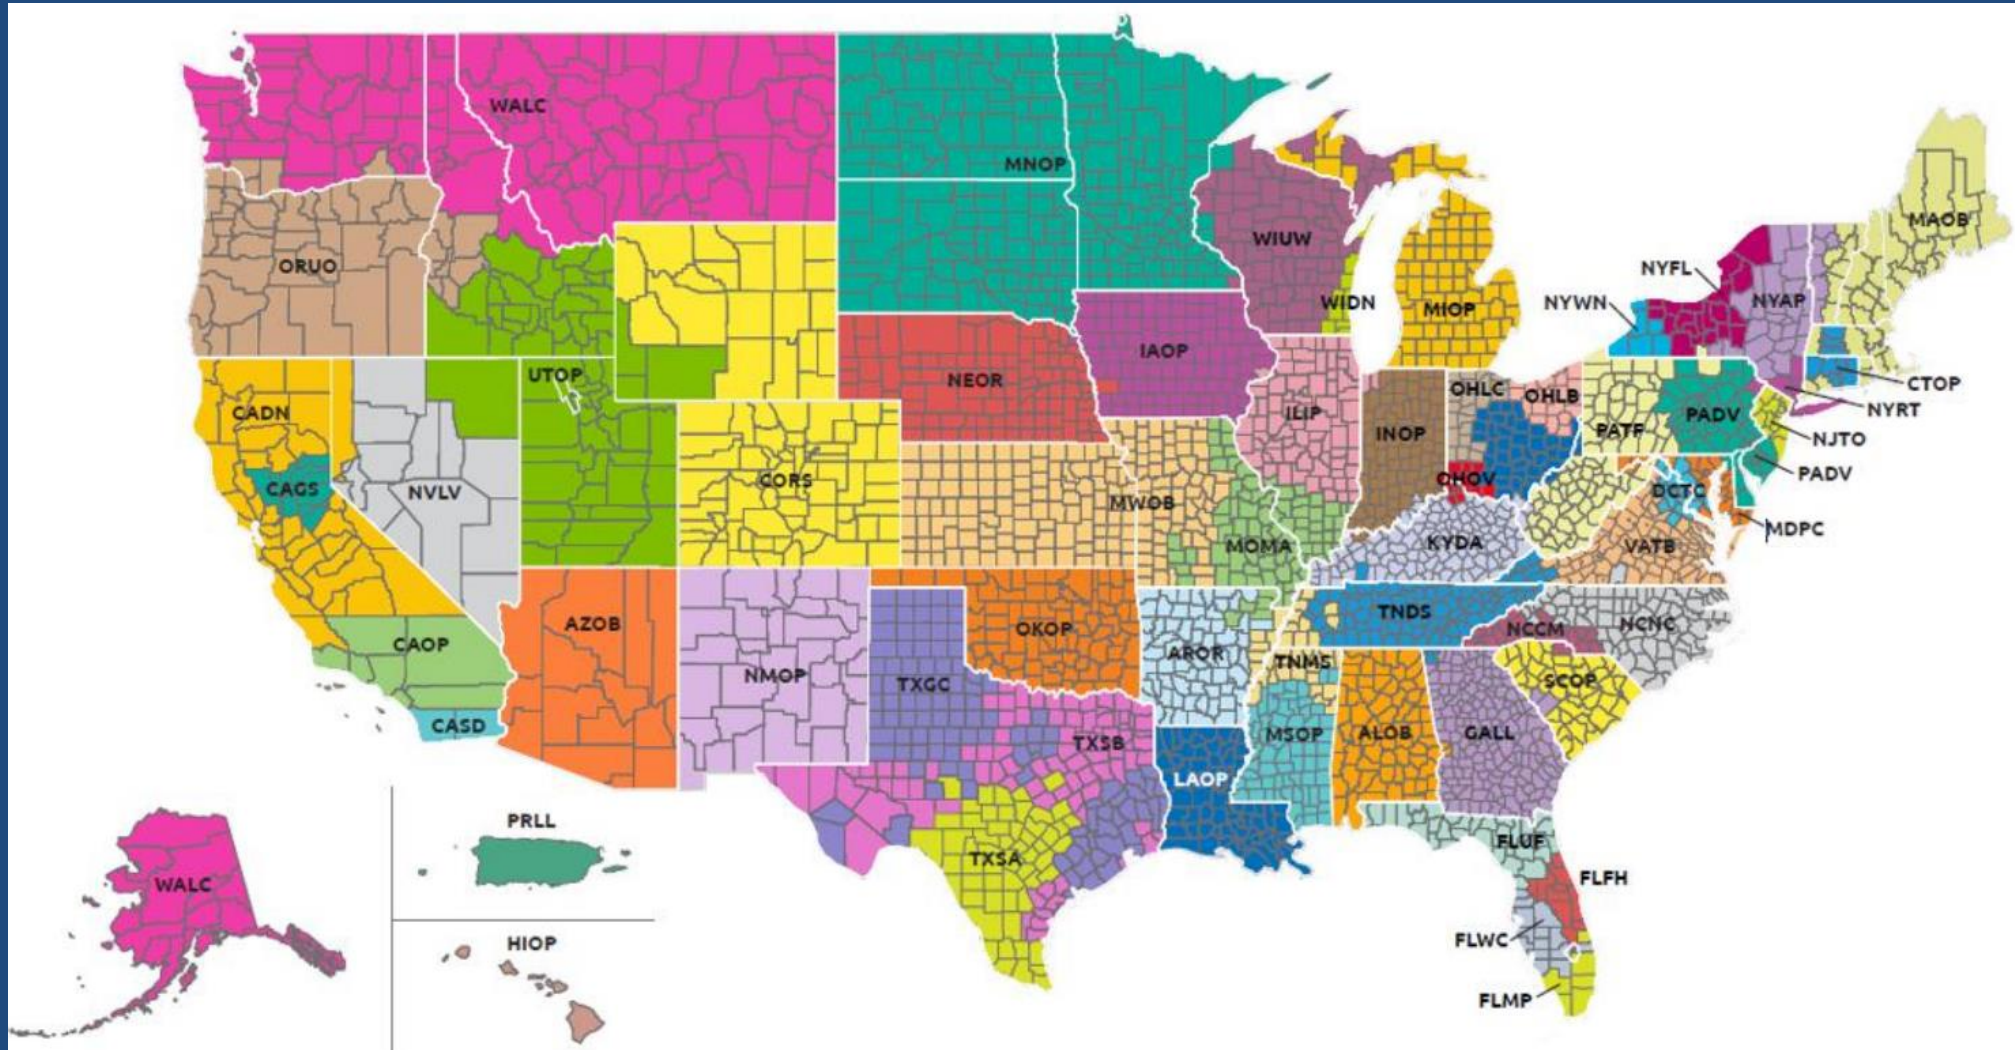 WALC
MNOP
MAOB
ORUO
WIUW
NYFL
WIDN
NYWN
NYAP
MIOP
IAOP
UTOP
NEOR
OHLC
OHLB
CTOP
CADN
ILIP
INOP
PATF
PADV
NYRT
NJTO
CAGS
NVLV
CORS
MWOB
OHOV
DCTC
PADV
MOMA
KYDA
VATB
MDPC
AZOB
OKOP
TNDS
NCCM
NCNC
CAOP
NMOP
TXGC
AROR
TNMS
SCOP
CASD
TXSB
MSOP
ALOB
GALL
LAOP
PRLL
TXSA
FLUF
FLFH
WALC
HIOP
FLWC
FLMP